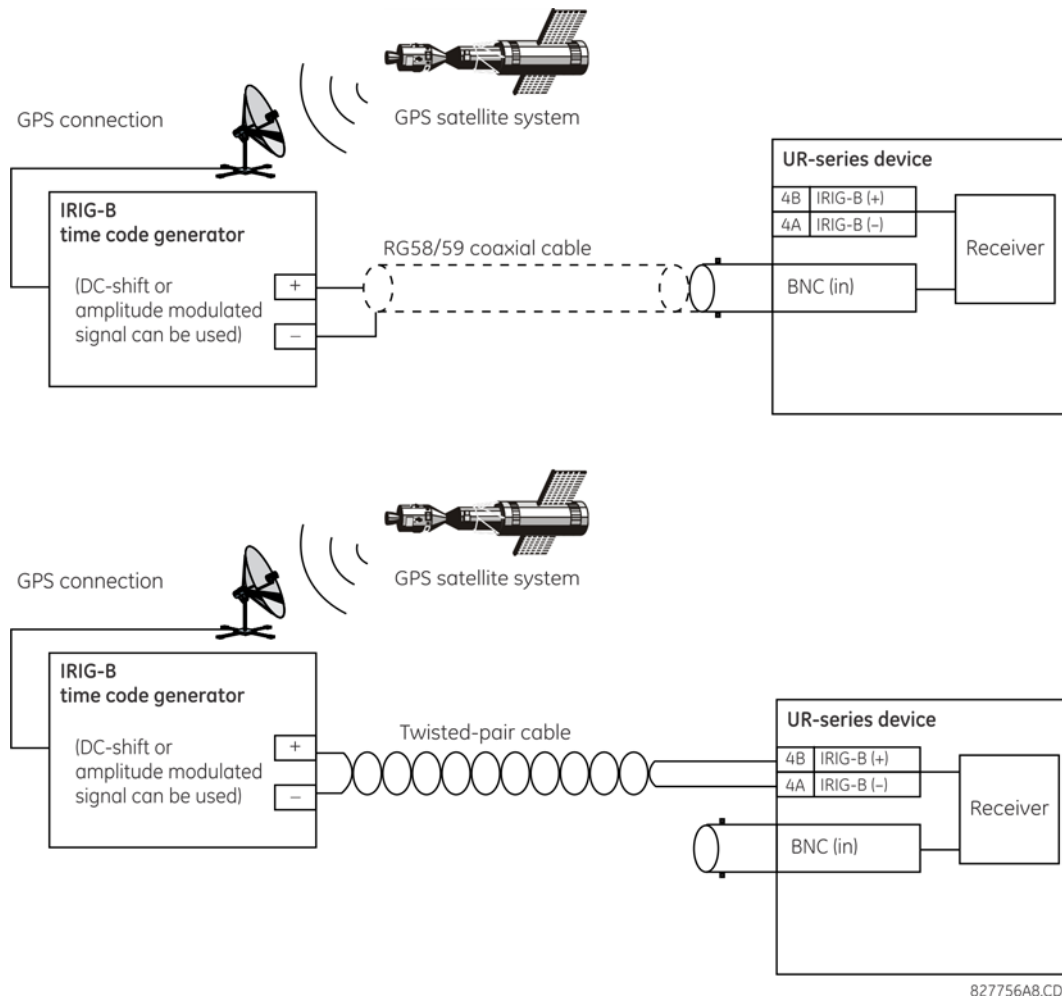 GPS connection
GPS satellite system
IRIG-B
time code generator
(DC-shift or
amplitude modulated
signal can be used)
+
–
RG58/59 coaxial cable
UR-series device
4B IRIG-B (+)
4A IRIG-B (–)
BNC (in)
Receiver
GPS connection
GPS satellite system
IRIG-B
time code generator
(DC-shift or
amplitude modulated
signal can be used)
+
–
Twisted-pair cable
UR-series device
4B IRIG-B (+)
4A IRIG-B (–)
BNC (in)
Receiver